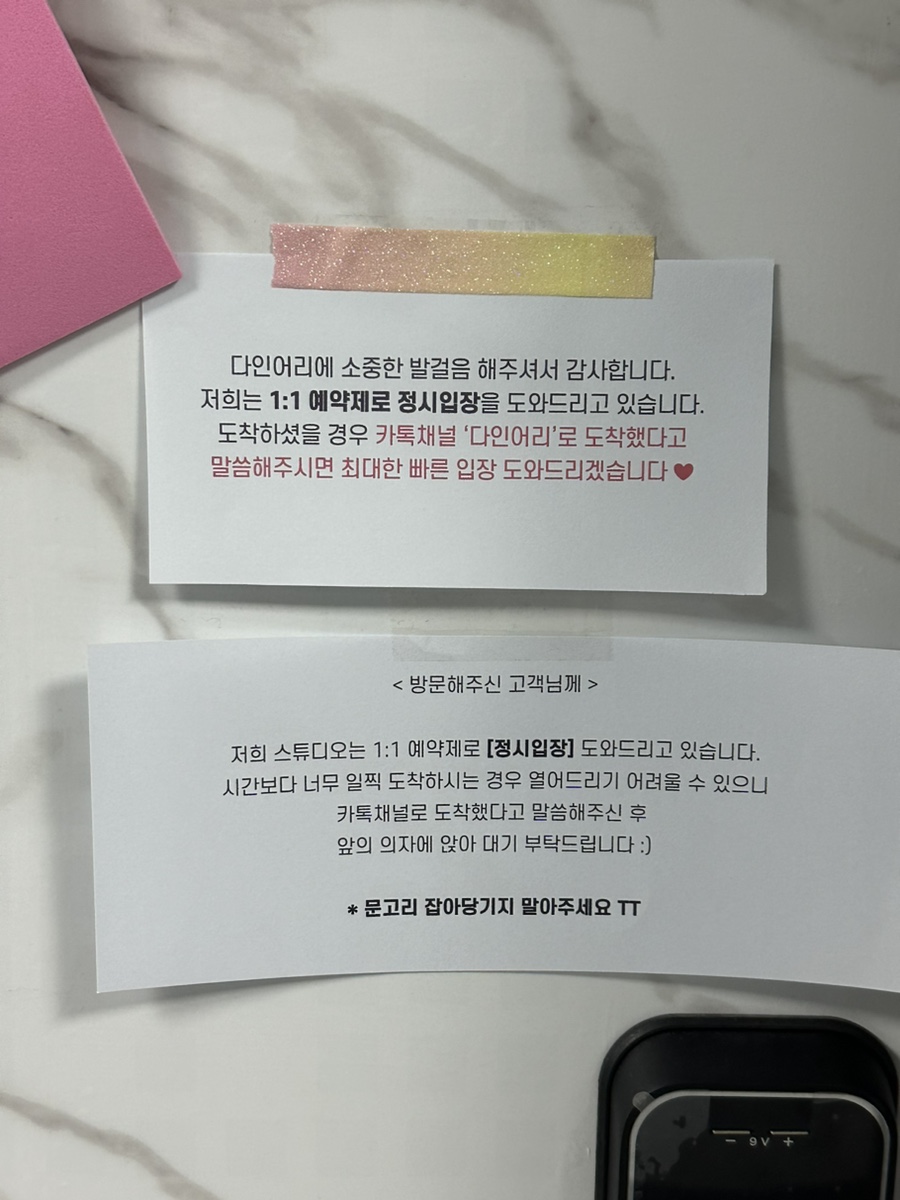 다인어리에 소중한 발걸음 해주셔서 감사합니다.
저희는 1:1 예약제로 정시입장을 도와드리고 있습니다.
도착하셨을 경우 카톡채널 ‘다인어리’로 도착했다고
말씀해주시면 최대한 빠른 입장 도와드리겠습니다 ♥
< 방문해주신 고객님께 >
저희 스튜디오는 1:1 예약제로 [정시입장] 도와드리고 있습니다.
시간보다 너무 일찍 도착하시는 경우 열어드리기 어려울 수 있으니
카톡채널로 도착했다고 말씀해주신 후
앞의 의자에 앉아 대기 부탁드립니다 :)
* 문고리 잡아당기지 말아주세요 TT
− 9V +